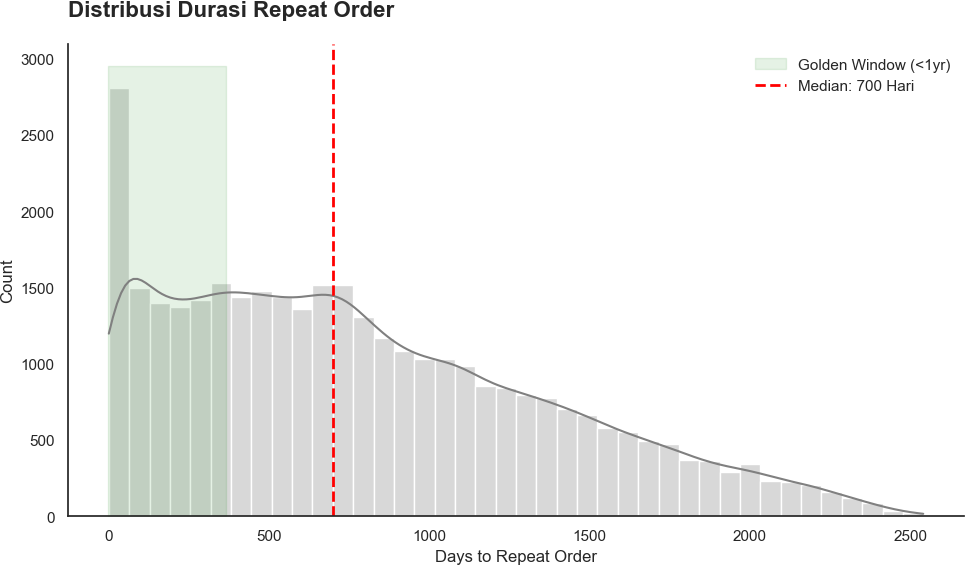 Distribusi Durasi Repeat Order
Golden Window (<1yr)
Median: 700 Hari
3000
2500
2000
1500
1000
500
0
Count
0 500 1000 1500 2000 2500
Days to Repeat Order